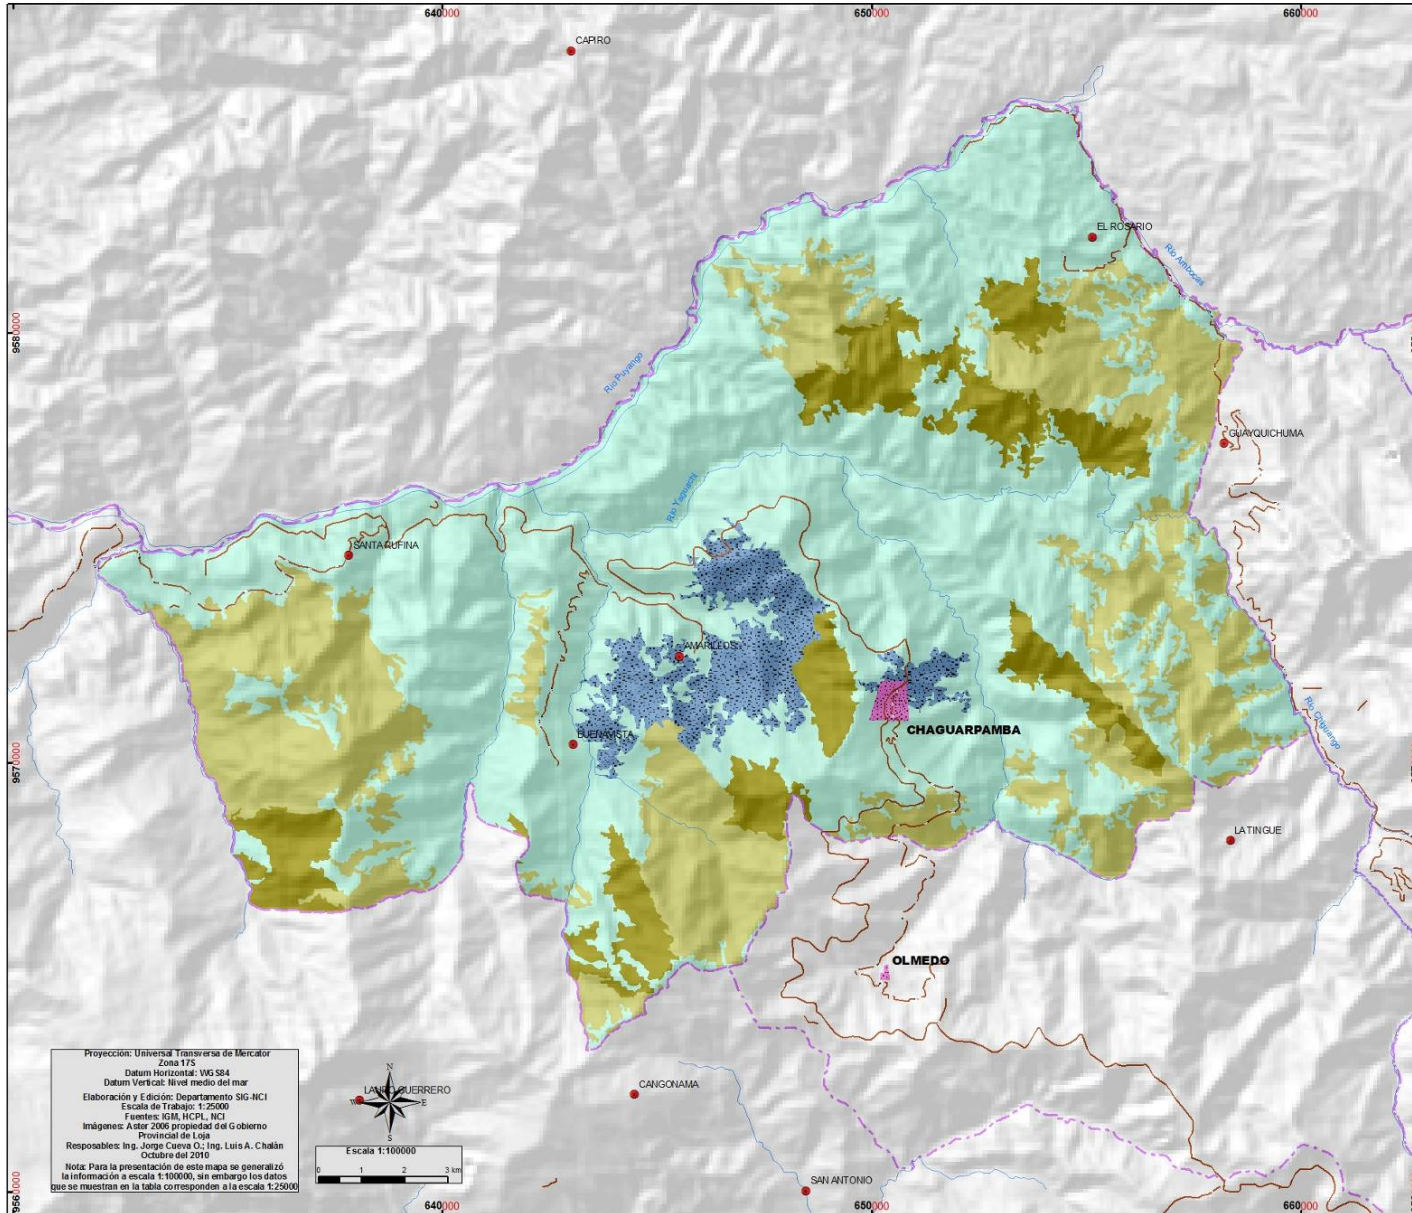 640000
650000
660000
CAPIRO
EL ROSARIO
Río Ambocas
9580000
Río Puyango
GUAYQUICHUMA
Río Yaguachi
SANTA RUFINA
AMARILLOS
Río Chiguango
CHAGUARPAMBA
BUENAVISTA
9670000
LA TINGUE
OLMEDO
Proyección: Universal Transversa de Mercator
Zona 17S
Datum Horizontal: WGS84
Datum Vertical: Nivel medio del mar
Elaboración y Edición: Departamento SIG-NCI
Escala de Trabajo: 1:25000
Fuentes: IGM, HCPL, NCI
Imágenes: Aster 2006 propiedad del Gobierno
Provincial de Loja
Resposables: Ing. Jorge Cueva O.; Ing. Luis A. Chalán
Octubre del 2010
Nota: Para la presentación de este mapa se generalizó
la información a escala 1:100000, sin embargo los datos
que se muestran en la tabla corresponden a la escala 1:25000
N
W
E
S
LAURO GUERRERO
CANGONAMA
Escala 1:100000
0 1 2 3 km
SAN ANTONIO
9560000
640000
650000
660000